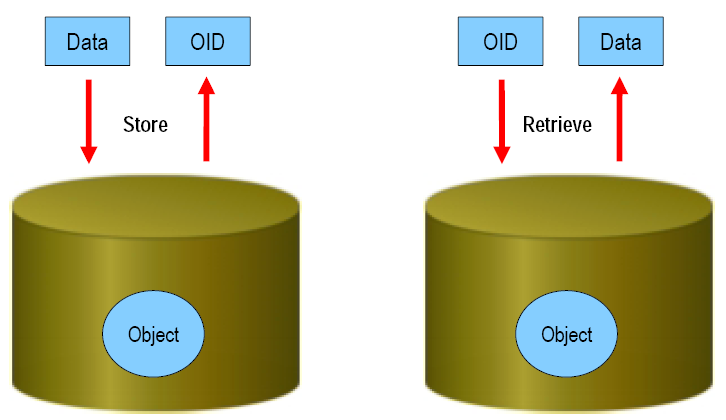 Data OID OID Data
Store Retrieve
Object Object